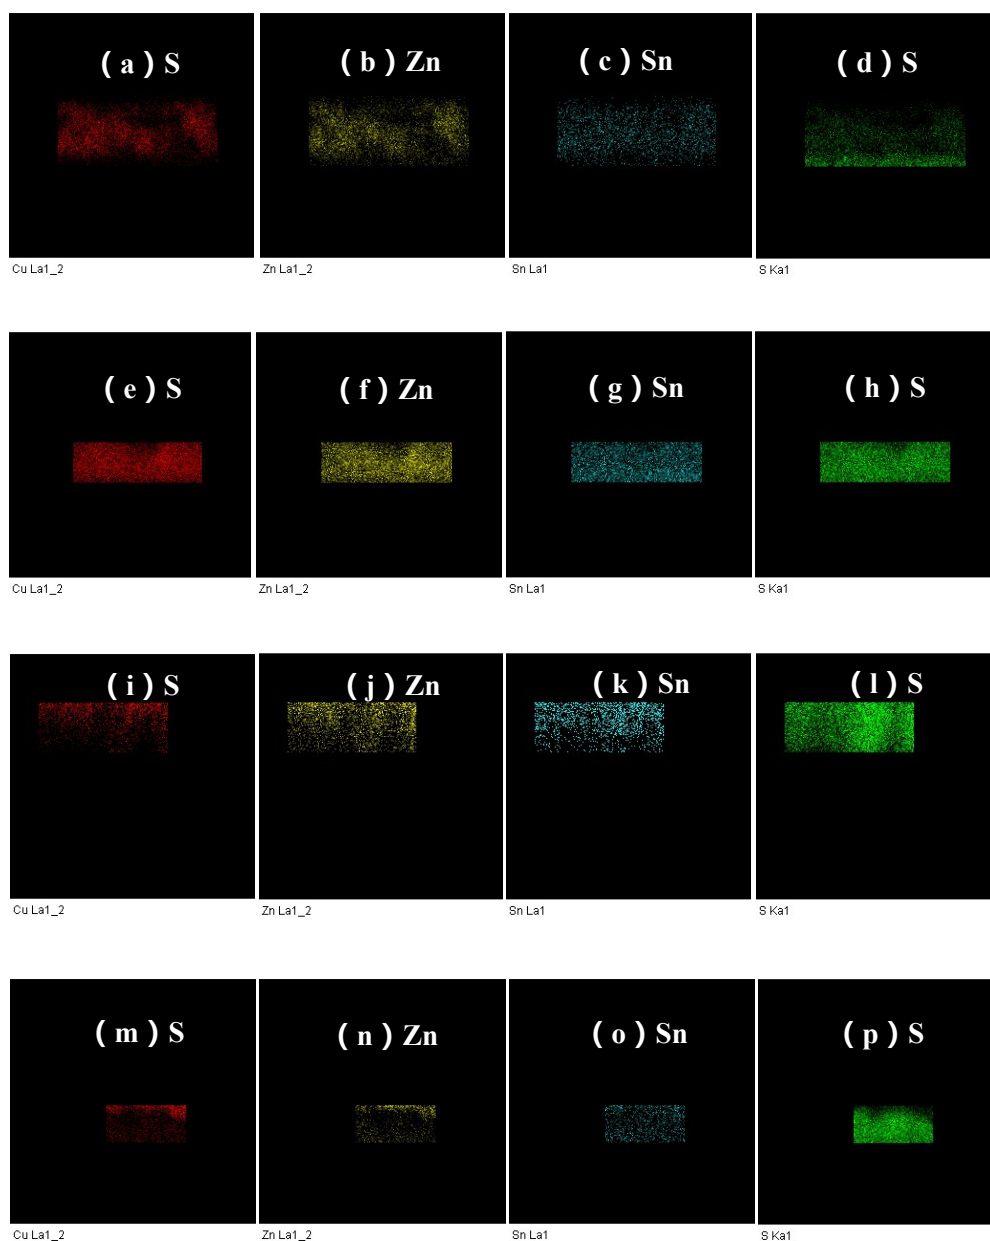 ( a ) S
( b ) Zn
( c ) Sn
( d ) S
Cu La1_2
Zn La1_2
Sn La1
S Ka1
( e ) S
( f ) Zn
( g ) Sn
( h ) S
Cu La1_2
Zn La1_2
Sn La1
S Ka1
( i ) S
( j ) Zn
( k ) Sn
( l ) S
Cu La1_2
Zn La1_2
Sn La1
S Ka1
( m ) S
( n ) Zn
( o ) Sn
( p ) S
Cu La1_2
Zn La1_2
Sn La1
S Ka1